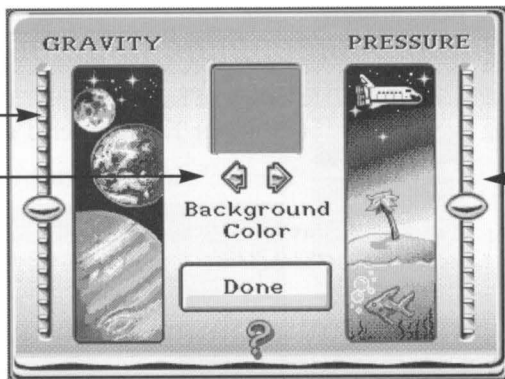 GRAVITY
PRESSURE
Background
Color
Done
?